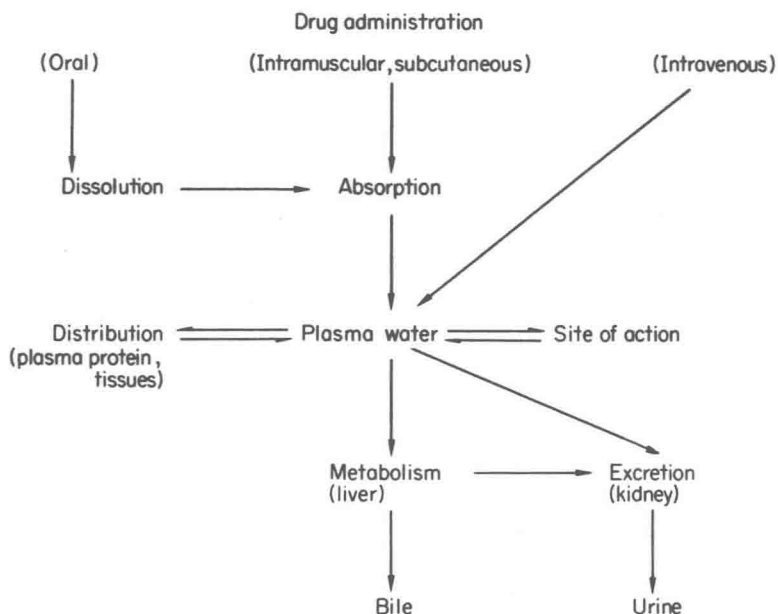 Drug administration
(Oral)
(Intramuscular, subcutaneous)
(Intravenous)
Dissolution
Absorption
Distribution
(plasma protein,
tissues)
Plasma water
Site of action
Metabolism
(liver)
Excretion
(kidney)
Bile
Urine